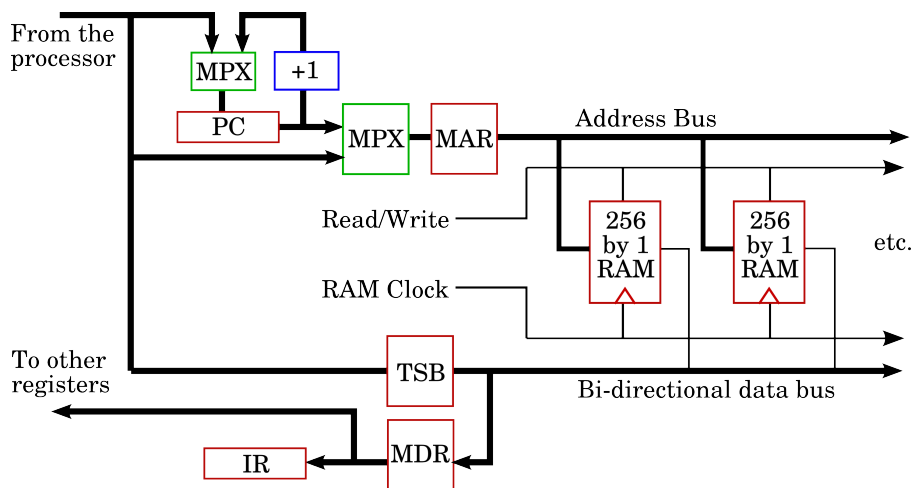 From the
processor
MPX
+1
PC
MPX
MAR
Address Bus
Read/Write
256
by 1
RAM
256
by 1
RAM
etc.
RAM Clock
To other
registers
TSB
Bi-directional data bus
MDR
IR